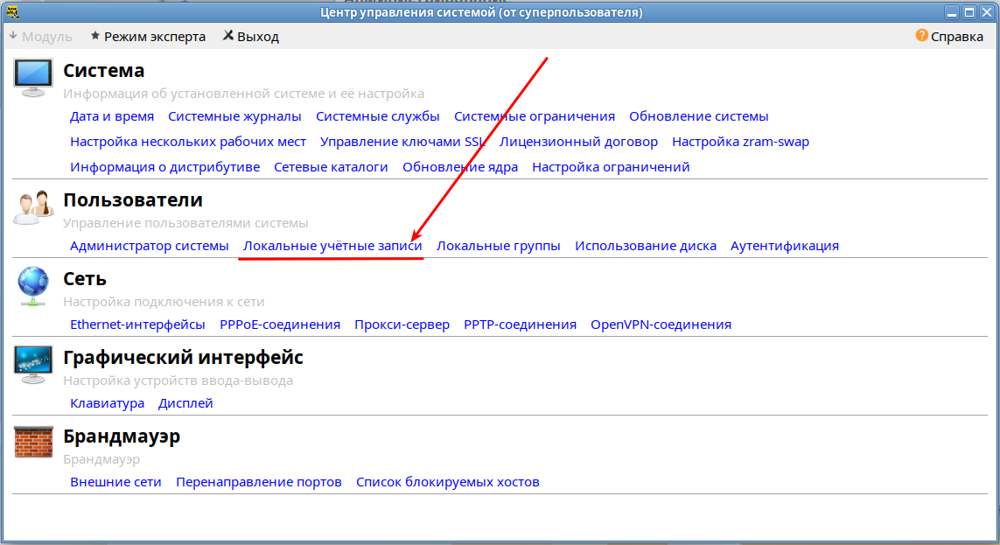 Центр управления системой (от суперпользователя)
Модуль Режим эксперта Выход Справка
Система
Информация об установленной системе и её настройка
Дата и время Системные журналы Системные службы Системные ограничения Обновление системы
Настройка нескольких рабочих мест Управление ключами SSL Лицензионный договор Настройка zram-swap
Информация о дистрибутиве Сетевые каталоги Обновление ядра Настройка ограничений
Пользователи
Управление пользователями системы
Администратор системы Локальные учётные записи Локальные группы Использование диска Аутентификация
Сеть
Настройка подключения к сети
Ethernet-интерфейсы PPPoE-соединения Прокси-сервер PPTP-соединения OpenVPN-соединения
Графический интерфейс
Настройка устройств ввода-вывода
Клавиатура Дисплей
Брандмауэр
Брандмауэр
Внешние сети Перенаправление портов Список блокируемых хостов